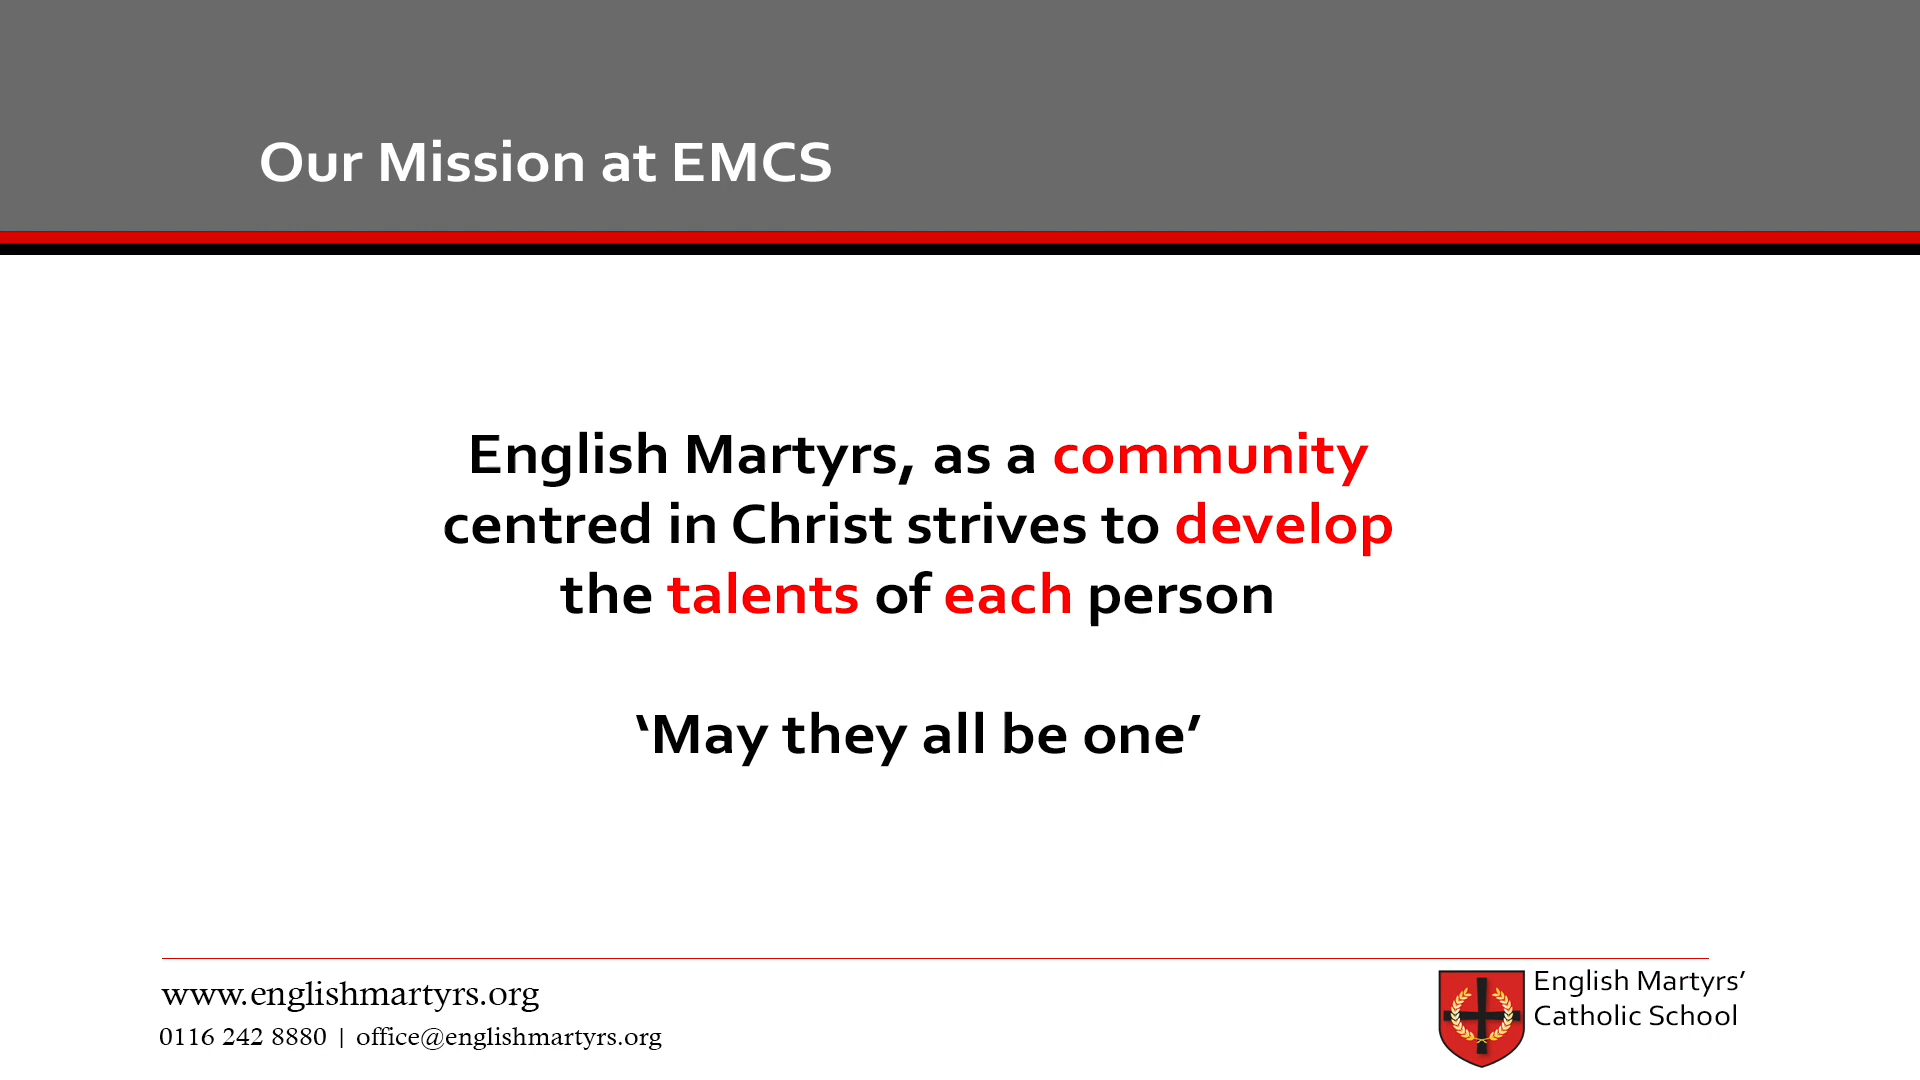 Our Mission at EMCS
English Martyrs, as a community
centred in Christ strives to develop
the talents of each person
‘May they all be one’
www.englishmartyrs.org
0116 242 8880 | office@englishmartyrs.org
English Martyrs’
Catholic School